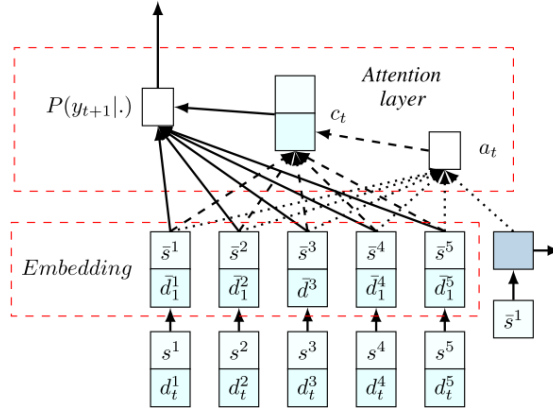 Attention
layer
P(y_{t+1}|.)
c_t
a_t
Embedding
s̄^1 s̄^2 s̄^3 s̄^4 s̄^5
d̄_1^1 d̄_1^2 d̄^3 d̄_1^4 d̄_1^5
s̄^1
s^1 s^2 s^3 s^4 s^5
d_t^1 d_t^2 d_t^3 d_t^4 d_t^5